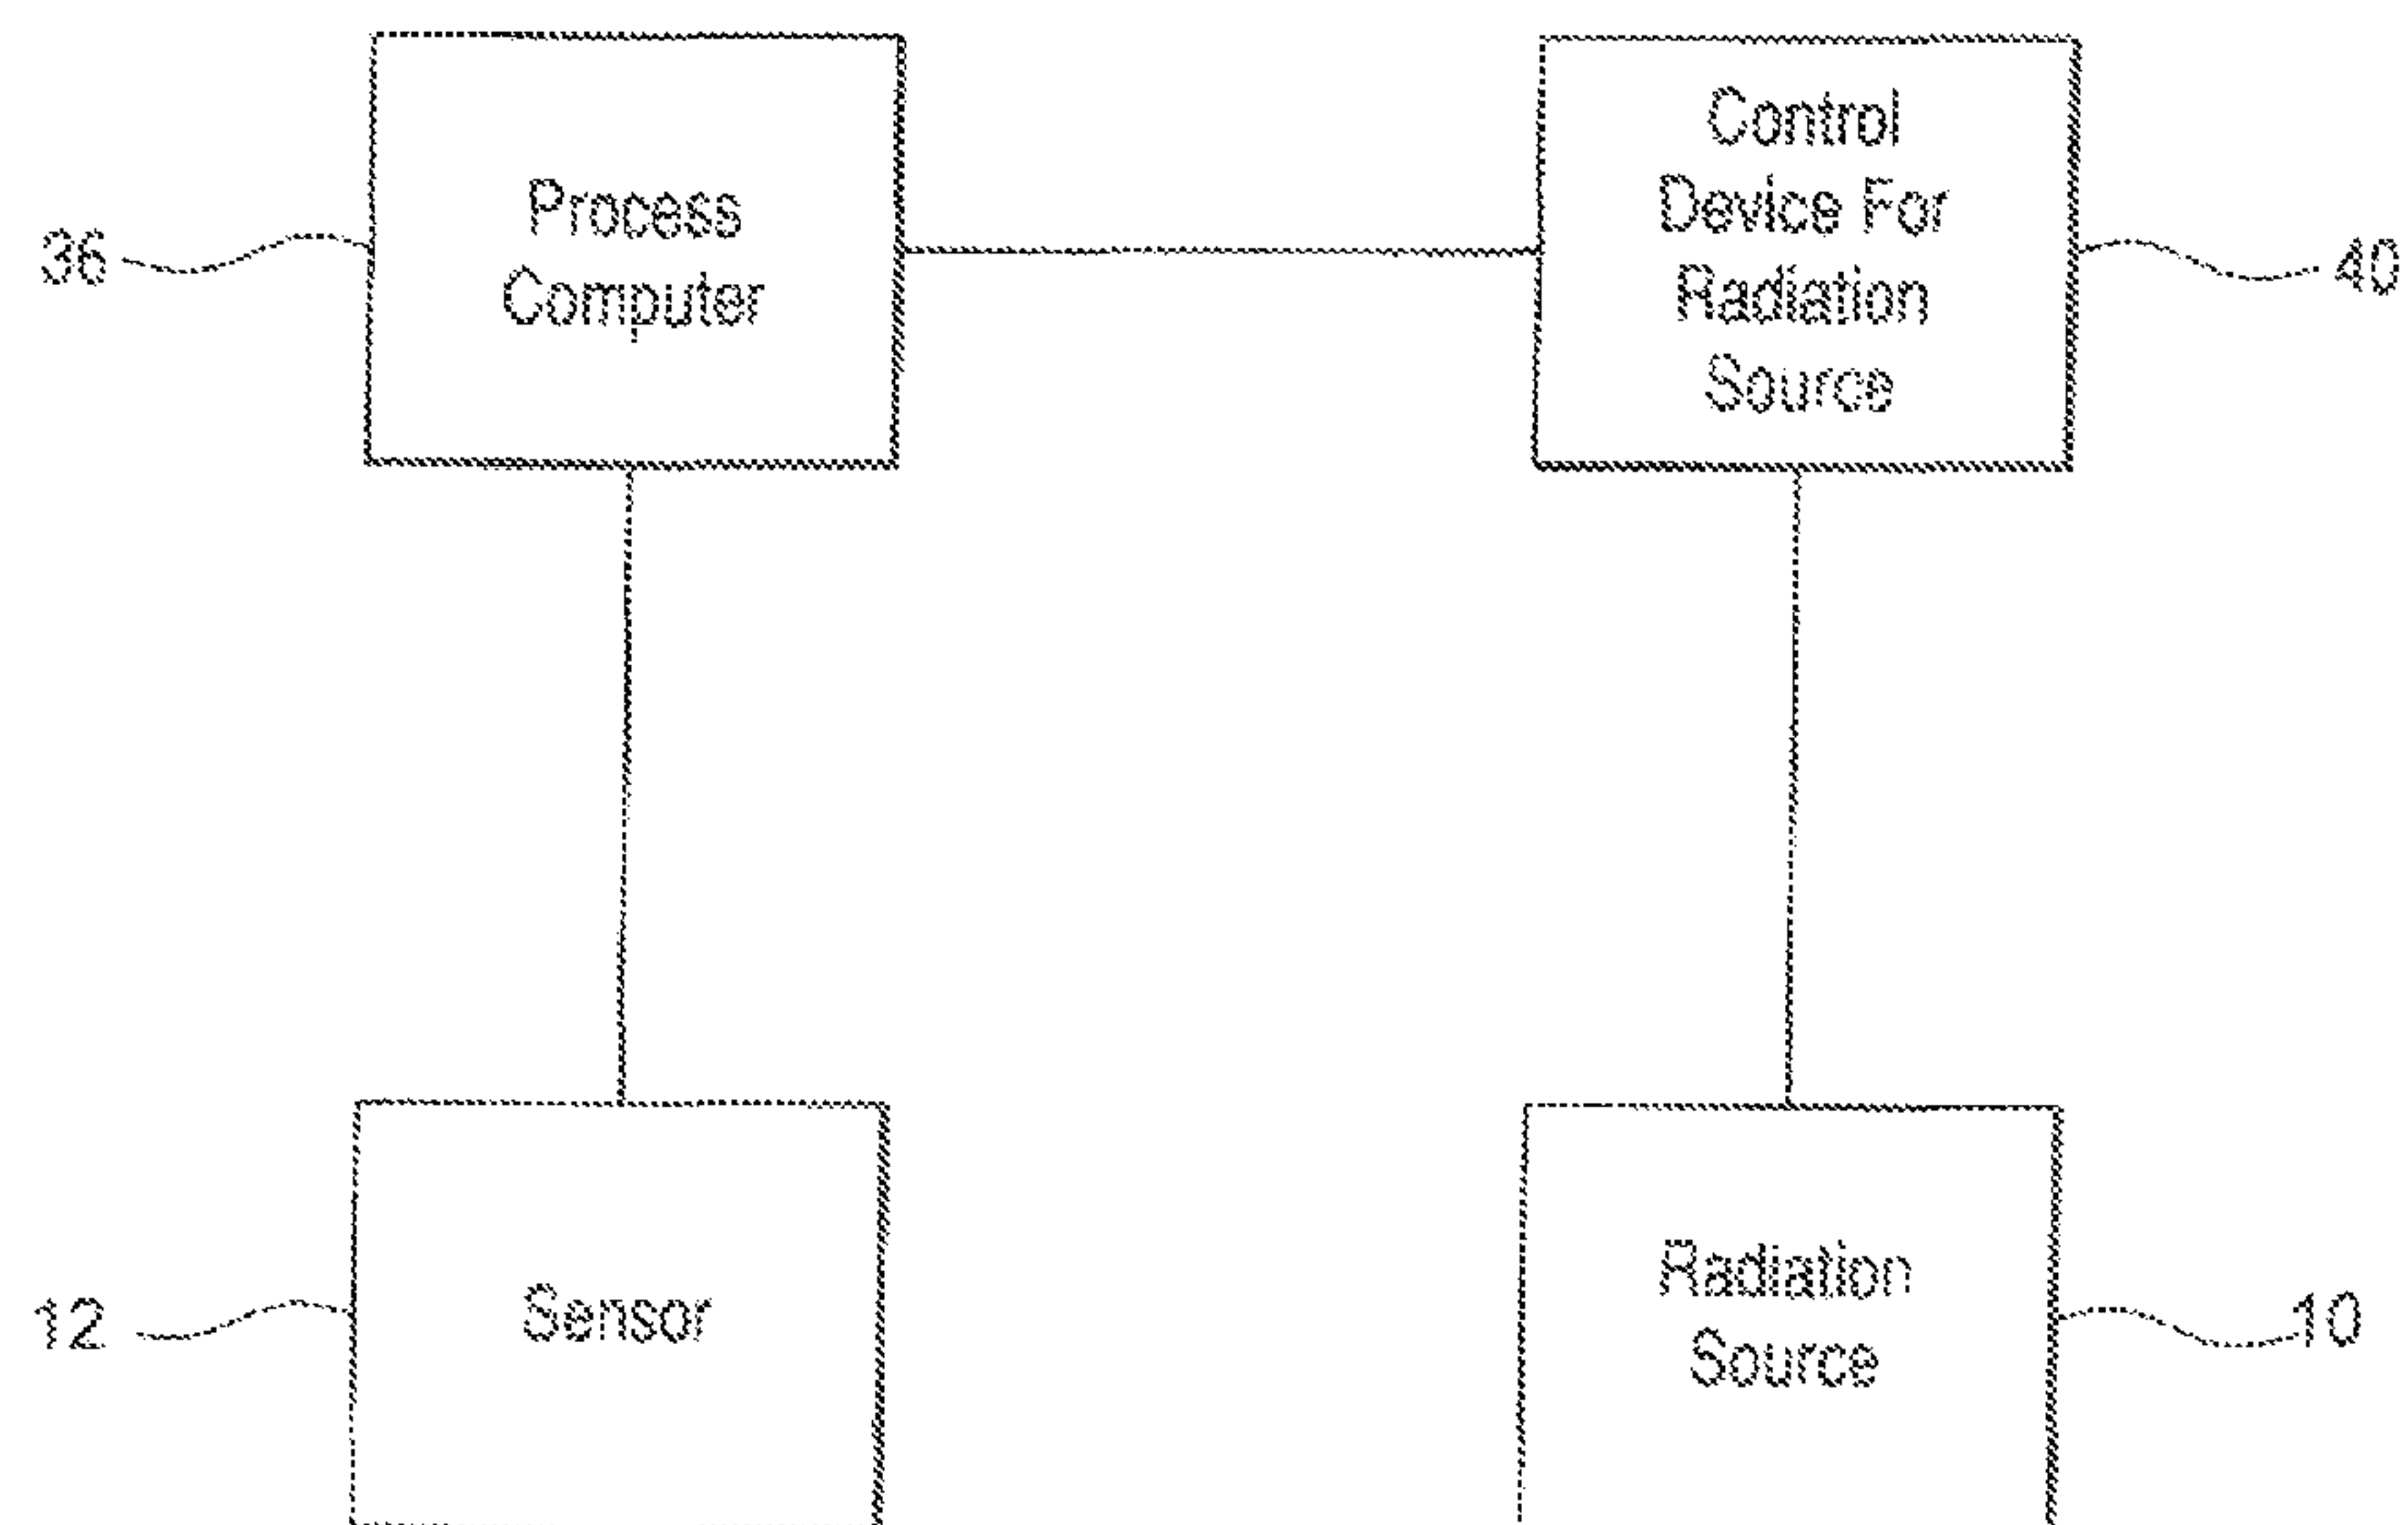 36
Process
Computer
Control
Device For
Radiation
Source
40
12
Sensor
Radiation
Source
10